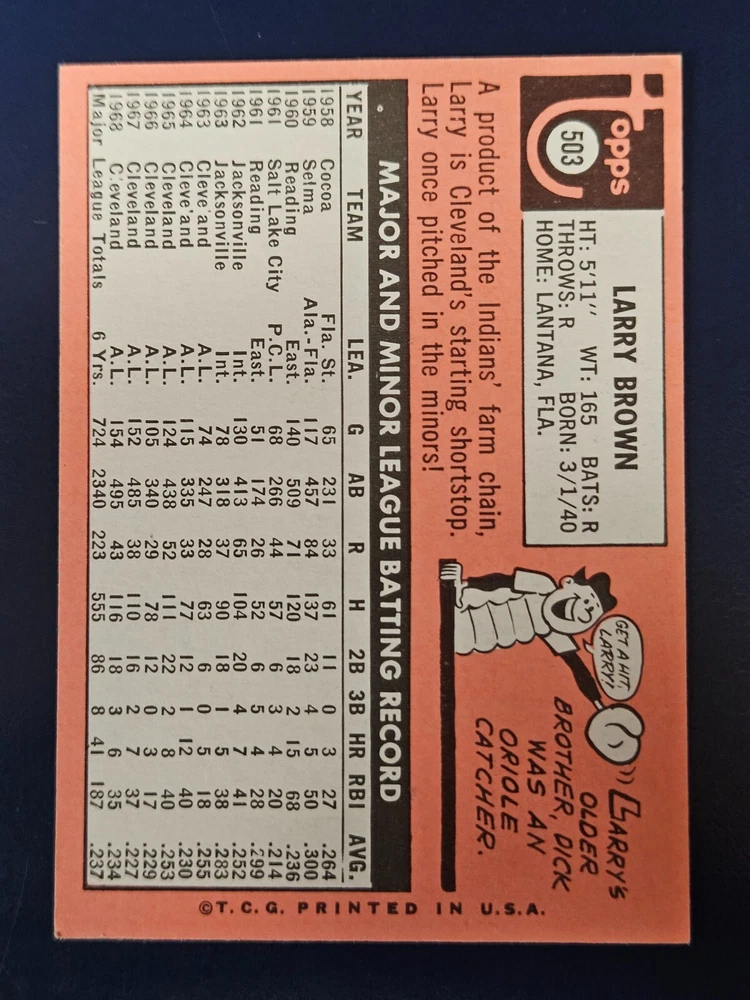 Topps
503
LARRY BROWN
HT: 5'11" WT: 165 BATS: R
THROWS: R BORN: 3/1/40
HOME: LANTANA, FLA.
A product of the Indians' farm chain,
Larry is Cleveland's starting shortstop.
Larry once pitched in the minors!
GET A HIT,
LARRY!
LARRY'S
OLDER
BROTHER, DICK
WAS AN
ORIOLE
CATCHER.
MAJOR AND MINOR LEAGUE BATTING RECORD
YEAR TEAM LEA. G AB R H 2B 3B HR RBI AVG.
1958 Cocoa Fla. St. 65 231 33 61 11 0 3 27 .264
1959 Selma Ala.-Fla. 117 457 84 137 23 4 5 50 .300
1960 Reading East. 140 509 71 120 18 2 15 68 .236
1961 Salt Lake City P.C.L. 68 266 44 57 6 3 4 20 .214
1961 Reading East. 51 174 26 52 6 5 4 28 .299
1962 Jacksonville Int. 130 413 65 104 20 4 7 41 .252
1963 Jacksonville Int. 78 318 37 90 18 1 5 38 .283
1963 Cleveland A.L. 74 247 28 63 6 0 5 18 .255
1964 Cleveland A.L. 115 335 33 77 12 1 12 40 .230
1965 Cleveland A.L. 124 438 52 111 22 2 8 40 .253
1966 Cleveland A.L. 105 340 29 78 12 0 3 17 .229
1967 Cleveland A.L. 152 485 38 110 16 2 7 37 .227
1968 Cleveland A.L. 154 495 43 116 18 3 6 35 .234
Major League Totals 6 Yrs. 724 2340 223 555 86 8 41 187 .237
©T.C.G. PRINTED IN U.S.A.